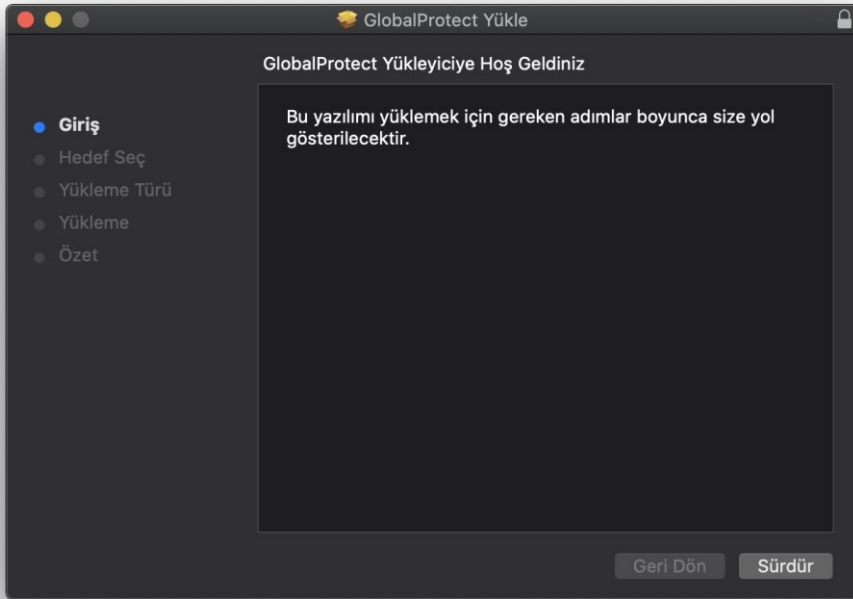 GlobalProtect Yükle
GlobalProtect Yükleyiciye Hoş Geldiniz
Giriş
Hedef Seç
Yükleme Türü
Yükleme
Özet
Bu yazılımı yüklemek için gereken adımlar boyunca size yol
gösterilecektir.
Geri Dön
Sürdür